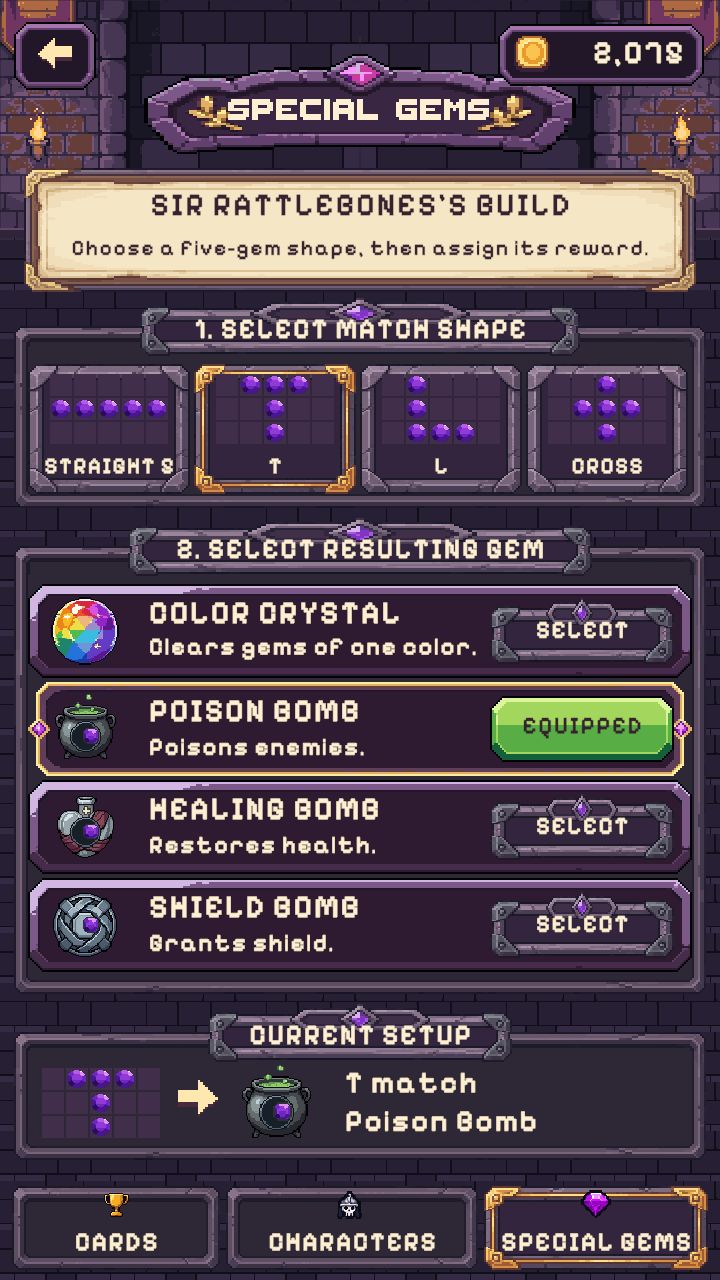 2,075
SPECIAL GEMS
SIR RATTLEBONES'S BUILD
Choose a five-gem shape, then assign its reward.
1. SELECT MATCH SHAPE
STRAIGHT 5
T
L
CROSS
2. SELECT RESULTING GEM
COLOR CRYSTAL
Clears gems of one color.
SELECT
POISON BOMB
Poisons enemies.
EQUIPPED
HEALING BOMB
Restores health.
SELECT
SHIELD BOMB
Grants shield.
SELECT
CURRENT SETUP
T match
Poison Bomb
CARDS
CHARACTERS
SPECIAL GEMS